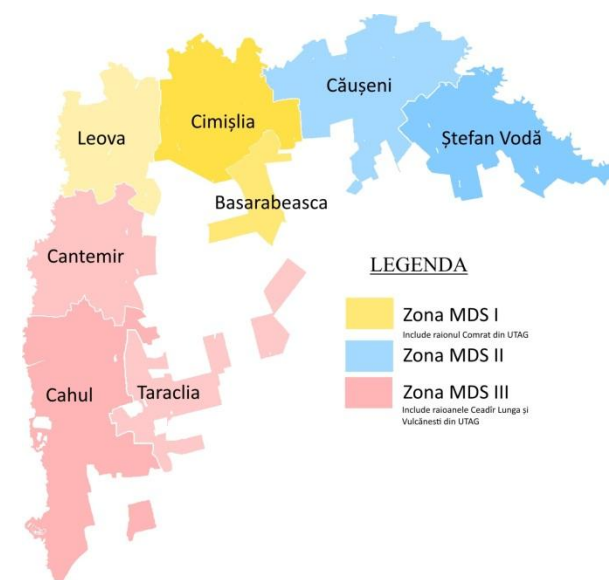 Căușeni
Cimișlia
Leova
Ștefan Vodă
Basarabeasca
Cantemir
Cahul
Taraclia
LEGENDA
Zona MDS I
Include raionul Comrat din UTAG
Zona MDS II
Zona MDS III
Include raioanele Ceadîr Lunga și
Vulcănesti din UTAG